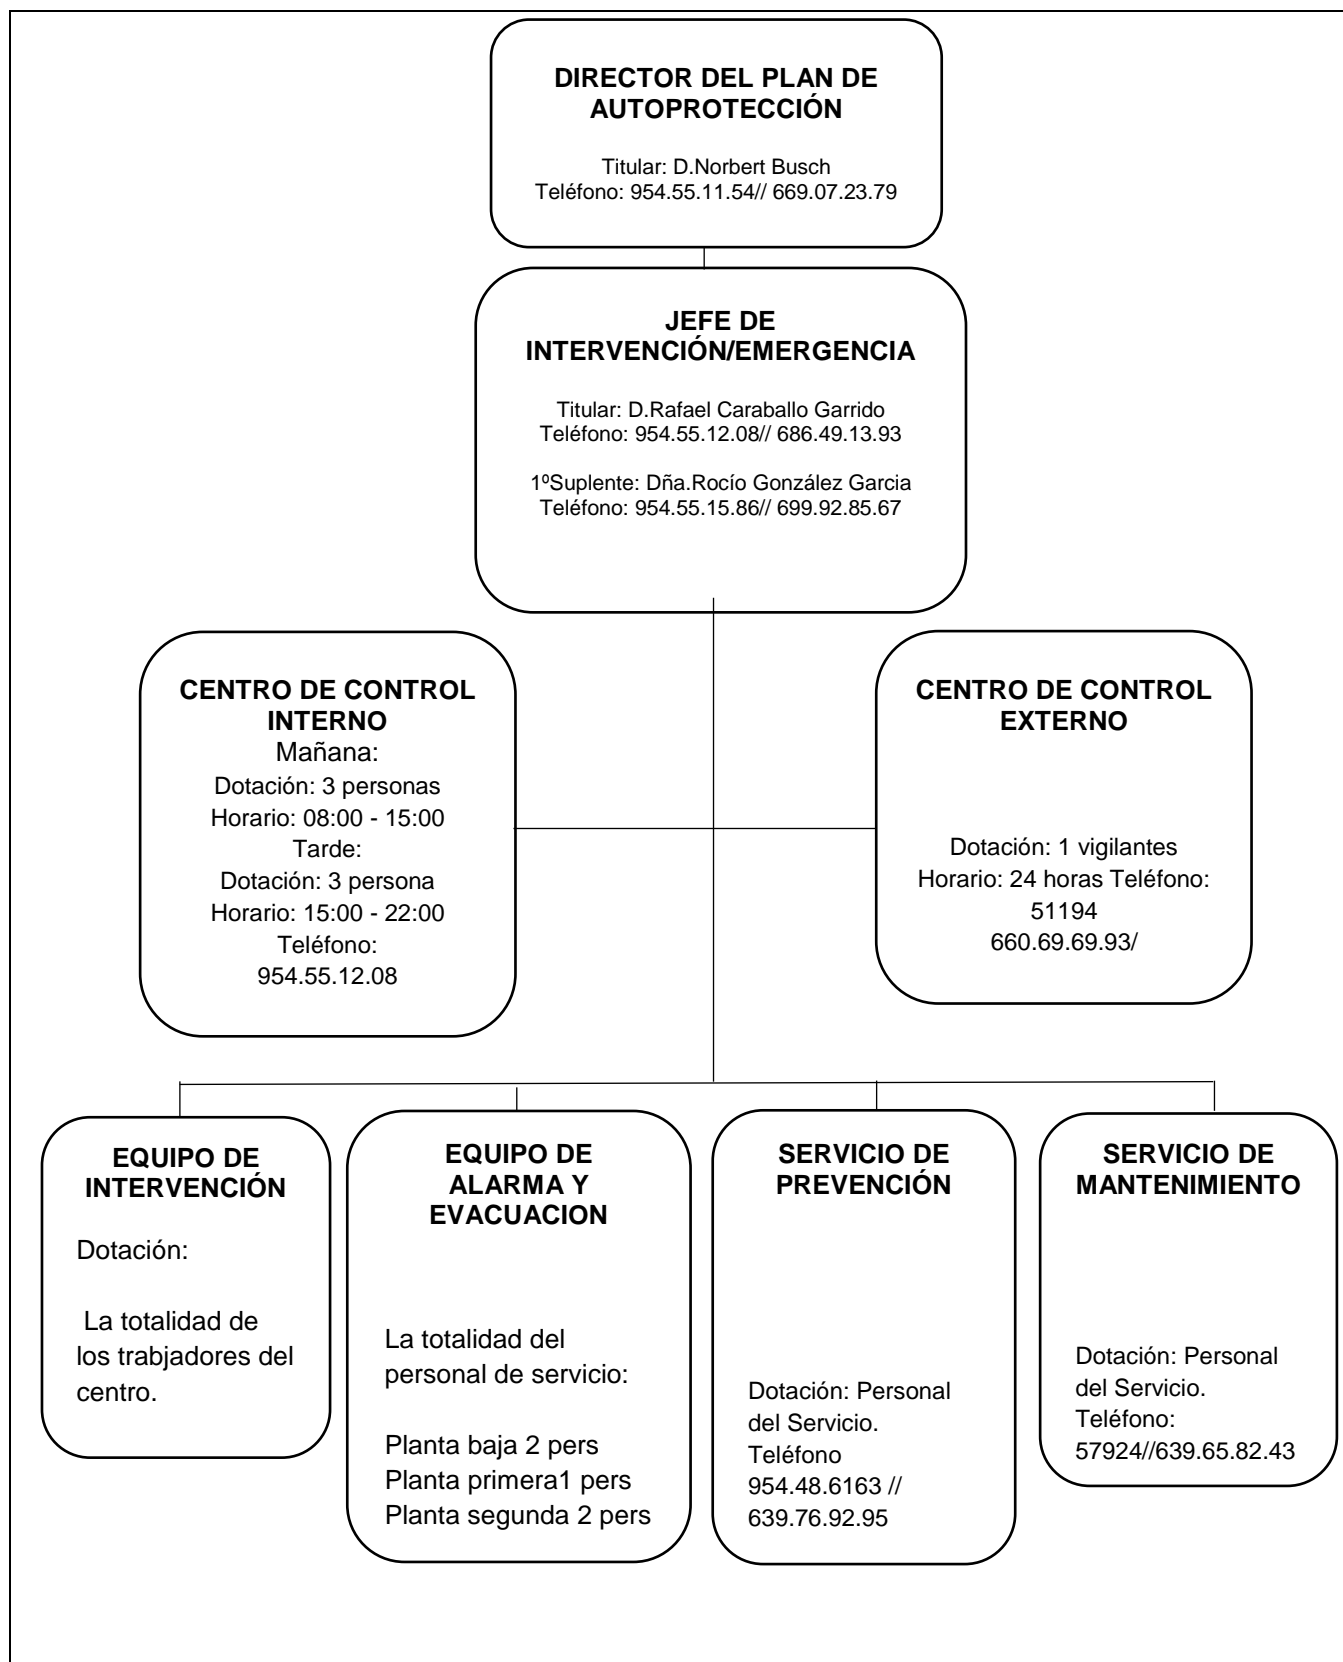 DIRECTOR DEL PLAN DE
AUTOPROTECCIÓN
Titular: D.Norbert Busch
Teléfono: 954.55.11.54// 669.07.23.79
JEFE DE
INTERVENCIÓN/EMERGENCIA
Titular: D.Rafael Caraballo Garrido
Teléfono: 954.55.12.08// 686.49.13.93
1ºSuplente: Dña.Rocío González Garcia
Teléfono: 954.55.15.86// 699.92.85.67
CENTRO DE CONTROL
INTERNO
Mañana:
Dotación: 3 personas
Horario: 08:00 - 15:00
Tarde:
Dotación: 3 persona
Horario: 15:00 - 22:00
Teléfono:
954.55.12.08
CENTRO DE CONTROL
EXTERNO
Dotación: 1 vigilantes
Horario: 24 horas Teléfono:
51194
660.69.69.93/
EQUIPO DE
INTERVENCIÓN
Dotación:
La totalidad de
los trabjadores del
centro.
EQUIPO DE
ALARMA Y
EVACUACION
La totalidad del
personal de servicio:
Planta baja 2 pers
Planta primera1 pers
Planta segunda 2 pers
SERVICIO DE
PREVENCIÓN
Dotación: Personal
del Servicio.
Teléfono
954.48.6163 //
639.76.92.95
SERVICIO DE
MANTENIMIENTO
Dotación: Personal
del Servicio.
Teléfono:
57924//639.65.82.43